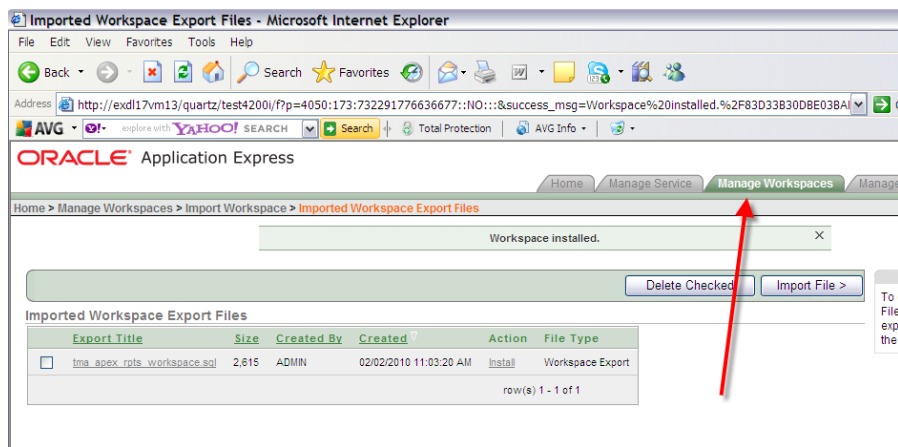 Imported Workspace Export Files - Microsoft Internet Explorer
File Edit View Favorites Tools Help
Back Search Favorites
Address http://exdl17vm13/quartz/test4200i/f?p=4050:173:732291776636677::NO:::&success_msg=Workspace%20installed.%2F83D33B30DBE03BA
AVG explore with YAHOO! SEARCH Search Total Protection AVG Info
ORACLE Application Express
Home Manage Service Manage Workspaces Manage
Home > Manage Workspaces > Import Workspace > Imported Workspace Export Files
Workspace installed.
Delete Checked Import File >
To
File
exp
the
Imported Workspace Export Files
Export Title Size Created By Created Action File Type
tma_apex_rpts_workspace.sql 2,615 ADMIN 02/02/2010 11:03:20 AM Install Workspace Export
row(s) 1 - 1 of 1